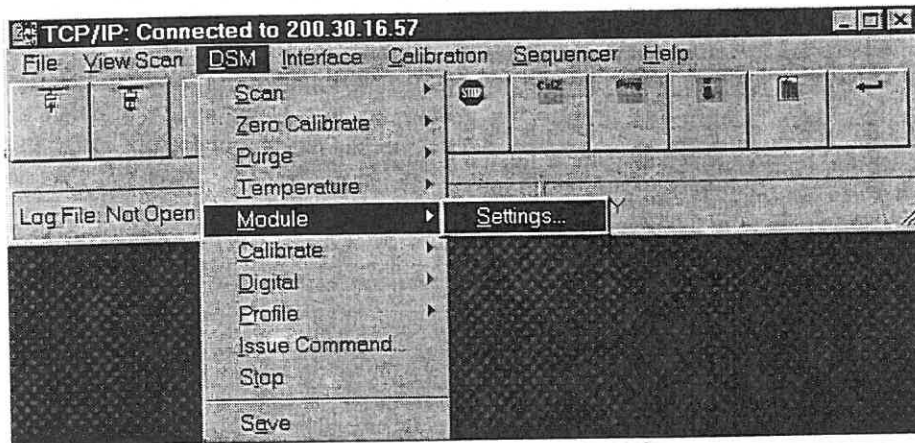 TCP/IP: Connected to 200.30.16.57
File View Scan DSM Interface Calibration Sequencer Help
STOP CalZ Purg
Scan
Zero Calibrate
Purge
Temperature
Log File: Not Open
Module
Settings...
Y
Calibrate
Digital
Profile
Issue Command...
Stop
Save